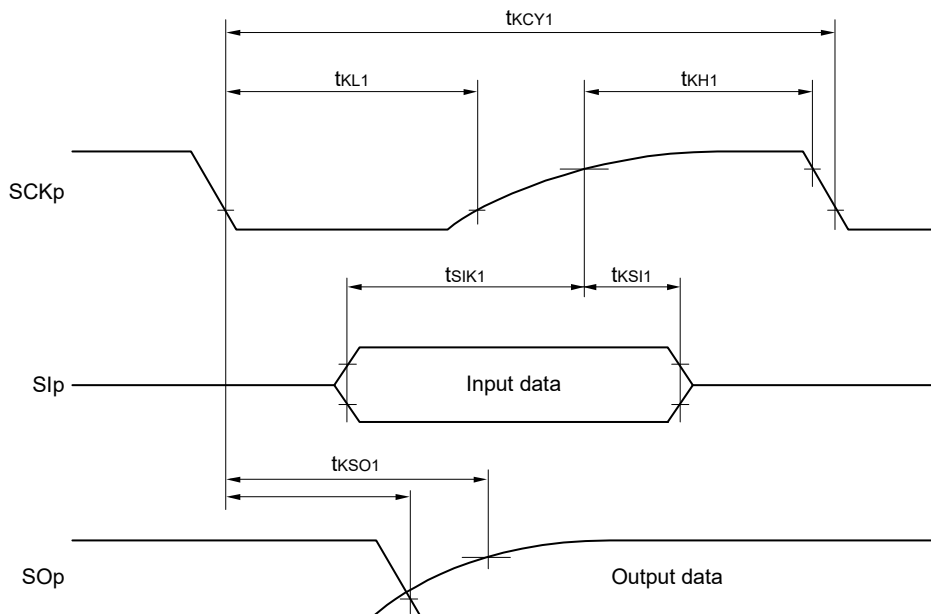 tKCY1
tKL1
tKH1
SCKp
tSIK1
tKSI1
SIp
Input data
tKSO1
SOp
Output data